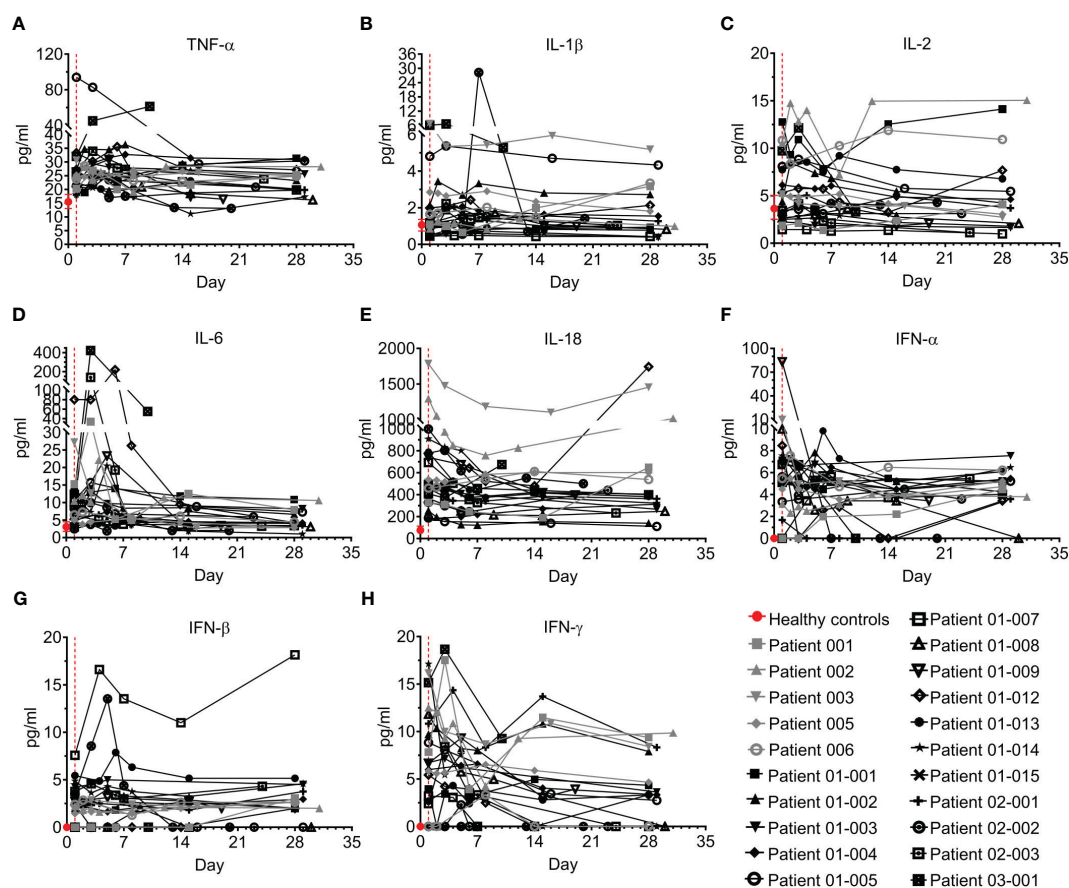 A
TNF-α
120
80
40
40
35
30
25
20
15
10
5
0
pg/ml
0 7 14 21 28 35
Day
B
IL-1β
36
30
24
18
12
6
6
4
2
0
pg/ml
0 7 14 21 28 35
Day
C
IL-2
20
15
10
5
0
pg/ml
0 7 14 21 28 35
Day
D
IL-6
400
200
100
80
60
40
30
25
20
15
10
5
0
pg/ml
0 7 14 21 28 35
Day
E
IL-18
2000
1500
1000
1000
800
600
400
200
0
pg/ml
0 7 14 21 28 35
Day
F
IFN-α
100
80
60
40
20
10
10
8
6
4
2
0
pg/ml
0 7 14 21 28 35
Day
G
IFN-β
20
15
10
5
0
pg/ml
0 7 14 21 28 35
Day
H
IFN-γ
20
15
10
5
0
pg/ml
0 7 14 21 28 35
Day
Healthy controls
Patient 001
Patient 002
Patient 003
Patient 005
Patient 006
Patient 01-001
Patient 01-002
Patient 01-003
Patient 01-004
Patient 01-005
Patient 01-007
Patient 01-008
Patient 01-009
Patient 01-012
Patient 01-013
Patient 01-014
Patient 01-015
Patient 02-001
Patient 02-002
Patient 02-003
Patient 03-001